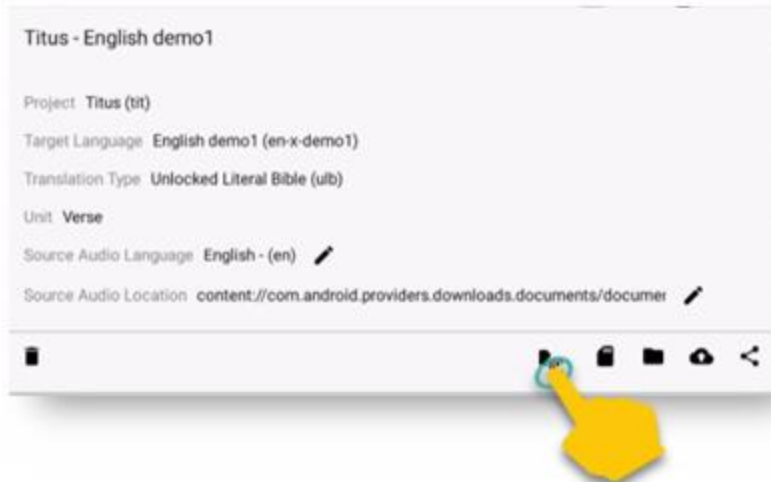 Titus - English demo1
Project Titus (tit)
Target Language English demo1 (en-x-demo1)
Translation Type Unlocked Literal Bible (ulb)
Unit Verse
Source Audio Language English - (en)
Source Audio Location content://com.android.providers.downloads.documents/documer